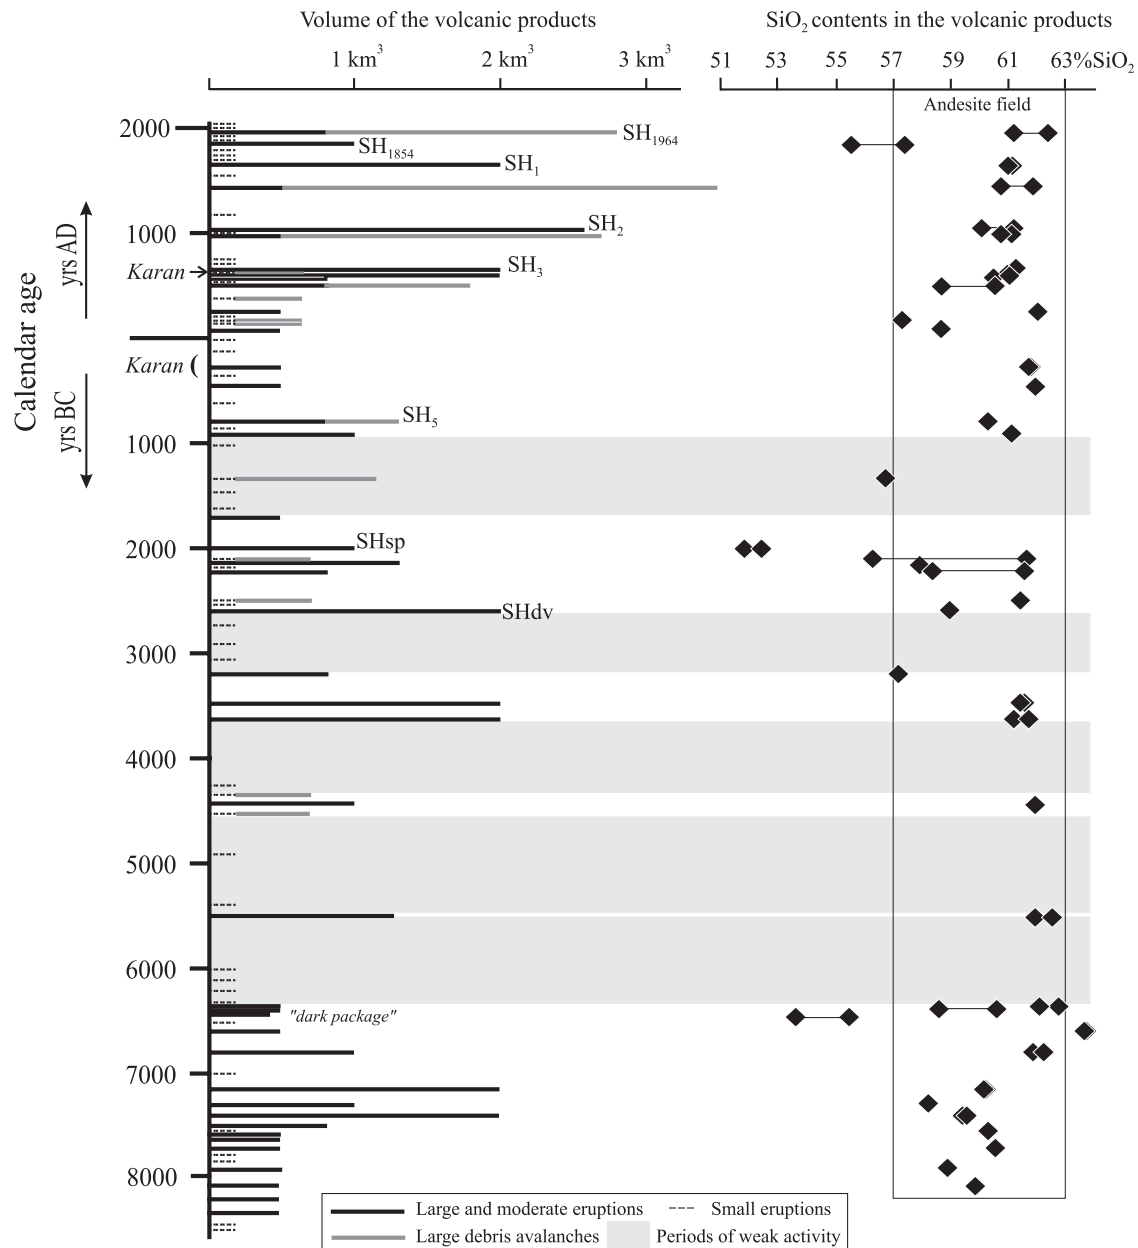 Volume of the volcanic products
SiO₂ contents in the volcanic products
1 km³ 2 km³ 3 km³
51 53 55 57 59 61 63%SiO₂
Andesite field
2000
SH₁₉₆₄
SH₁₈₅₄
SH₁
SH₂
1000
SH₃
Karan
Calendar age
yrs AD
Karan (
yrs BC
SH₅
1000
2000
SHsp
SHdv
3000
4000
5000
6000
"dark package"
7000
8000
Large and moderate eruptions
Small eruptions
Large debris avalanches
Periods of weak activity